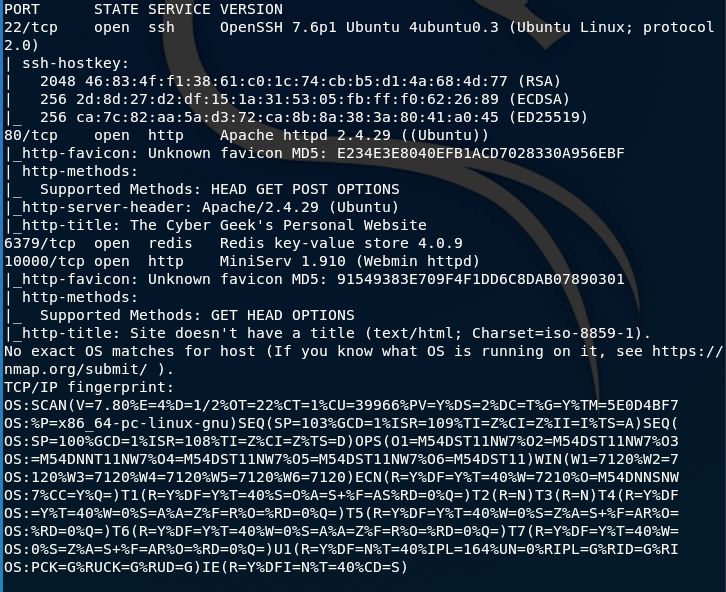 PORT      STATE SERVICE VERSION
22/tcp    open  ssh     OpenSSH 7.6p1 Ubuntu 4ubuntu0.3 (Ubuntu Linux; protocol
2.0)
| ssh-hostkey:
|   2048 46:83:4f:f1:38:61:c0:1c:74:cb:b5:d1:4a:68:4d:77 (RSA)
|   256 2d:8d:27:d2:df:15:1a:31:53:05:fb:ff:f0:62:26:89 (ECDSA)
|_  256 ca:7c:82:aa:5a:d3:72:ca:8b:8a:38:3a:80:41:a0:45 (ED25519)
80/tcp    open  http    Apache httpd 2.4.29 ((Ubuntu))
|_http-favicon: Unknown favicon MD5: E234E3E8040EFB1ACD7028330A956EBF
| http-methods:
|_  Supported Methods: HEAD GET POST OPTIONS
|_http-server-header: Apache/2.4.29 (Ubuntu)
|_http-title: The Cyber Geek's Personal Website
6379/tcp  open  redis   Redis key-value store 4.0.9
10000/tcp open  http    MiniServ 1.910 (Webmin httpd)
|_http-favicon: Unknown favicon MD5: 91549383E709F4F1DD6C8DAB07890301
| http-methods:
|_  Supported Methods: GET HEAD OPTIONS
|_http-title: Site doesn't have a title (text/html; Charset=iso-8859-1).
No exact OS matches for host (If you know what OS is running on it, see https://
nmap.org/submit/ ).
TCP/IP fingerprint:
OS:SCAN(V=7.80%E=4%D=1/2%OT=22%CT=1%CU=39966%PV=Y%DS=2%DC=T%G=Y%TM=5E0D4BF7
OS:%P=x86_64-pc-linux-gnu)SEQ(SP=103%GCD=1%ISR=109%TI=Z%CI=Z%II=I%TS=A)SEQ(
OS:SP=100%GCD=1%ISR=108%TI=Z%CI=Z%TS=D)OPS(O1=M54DST11NW7%O2=M54DST11NW7%O3
OS:=M54DNNT11NW7%O4=M54DST11NW7%O5=M54DST11NW7%O6=M54DST11)WIN(W1=7120%W2=7
OS:120%W3=7120%W4=7120%W5=7120%W6=7120)ECN(R=Y%DF=Y%T=40%W=7210%O=M54DNNSNW
OS:7%CC=Y%Q=)T1(R=Y%DF=Y%T=40%S=O%A=S+%F=AS%RD=0%Q=)T2(R=N)T3(R=N)T4(R=Y%DF
OS:=Y%T=40%W=0%S=A%A=Z%F=R%O=%RD=0%Q=)T5(R=Y%DF=Y%T=40%W=0%S=Z%A=S+%F=AR%O=
OS:%RD=0%Q=)T6(R=Y%DF=Y%T=40%W=0%S=A%A=Z%F=R%O=%RD=0%Q=)T7(R=Y%DF=Y%T=40%W=
OS:0%S=Z%A=S+%F=AR%O=%RD=0%Q=)U1(R=Y%DF=N%T=40%IPL=164%UN=0%RIPL=G%RID=G%RI
OS:PCK=G%RUCK=G%RUD=G)IE(R=Y%DFI=N%T=40%CD=S)